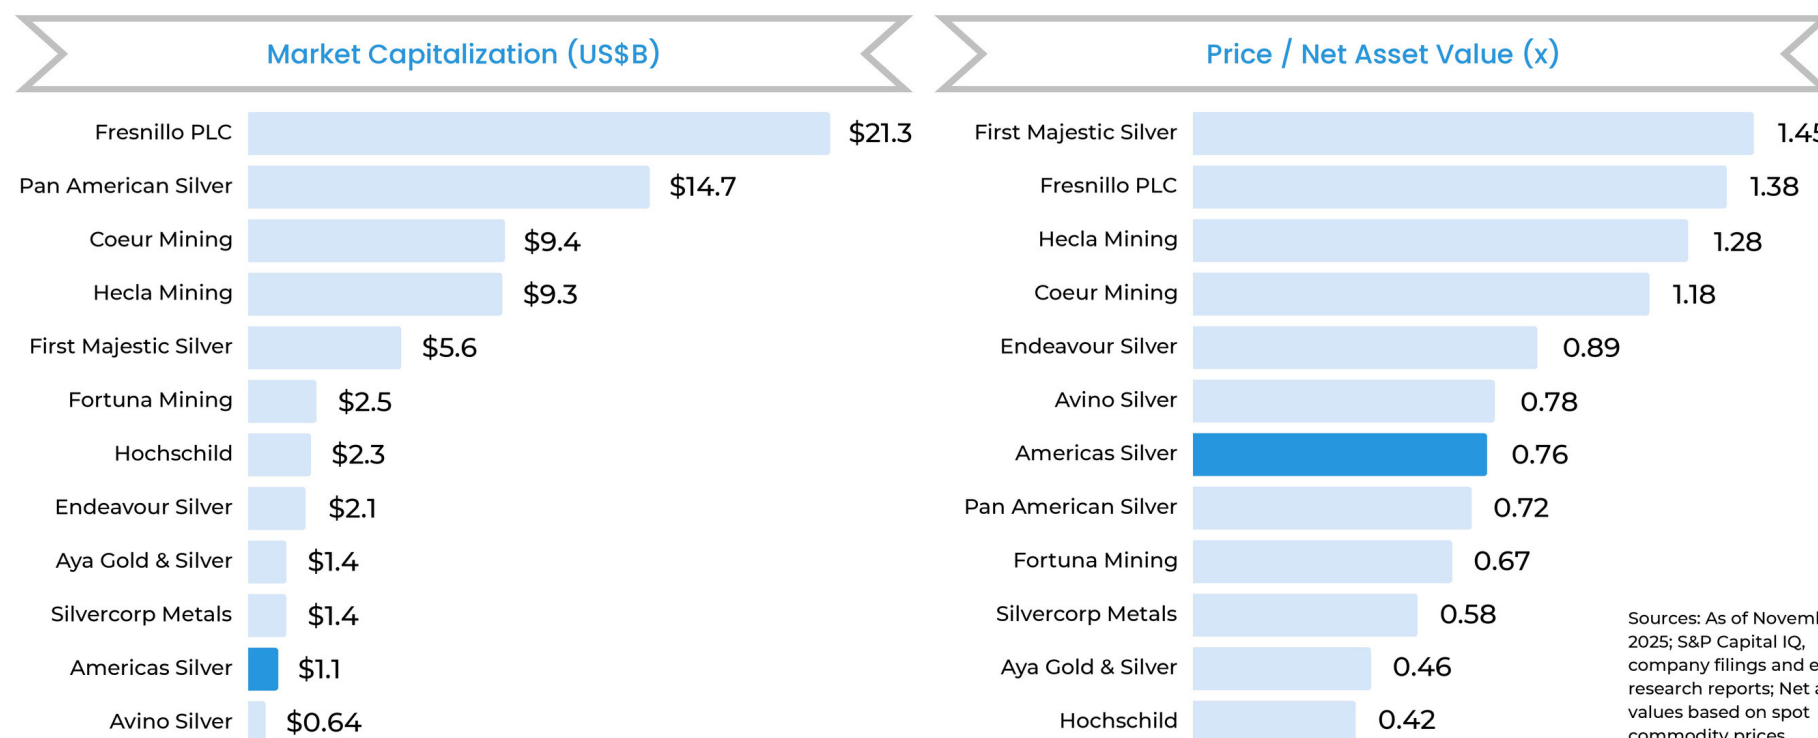 Market Capitalization (US$B)
Fresnillo PLC $21.3
Pan American Silver $14.7
Coeur Mining $9.4
Hecla Mining $9.3
First Majestic Silver $5.6
Fortuna Mining $2.5
Hochschild $2.3
Endeavour Silver $2.1
Aya Gold & Silver $1.4
Silvercorp Metals $1.4
Americas Silver $1.1
Avino Silver $0.64
Price / Net Asset Value (x)
First Majestic Silver 1.45
Fresnillo PLC 1.38
Hecla Mining 1.28
Coeur Mining 1.18
Endeavour Silver 0.89
Avino Silver 0.78
Americas Silver 0.76
Pan American Silver 0.72
Fortuna Mining 0.67
Silvercorp Metals 0.58
Aya Gold & Silver 0.46
Hochschild 0.42
Sources: As of
2025; S&P Capital IQ,
company filings and
research reports; Net
values based on spot
commodity prices